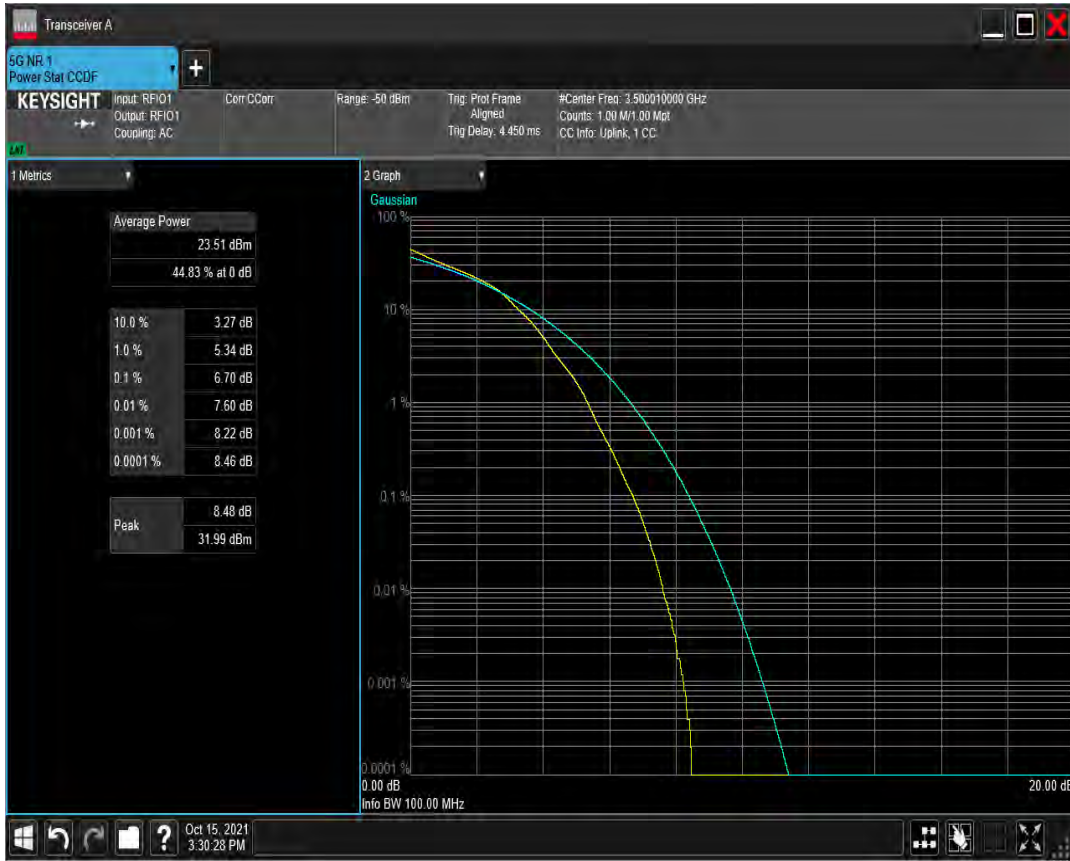 Transceiver A
5G NR 1
Power Stat CCDF
+
KEYSIGHT
Input: RFIO1
Output: RFIO1
Coupling: AC
Corr CCorr
Range: -50 dBm
Trig: Prot Frame
Aligned
Trig Delay: 4.450 ms
#Center Freq: 3.500010000 GHz
Counts: 1.00 M/1.00 Mpt
CC Info: Uplink, 1 CC
LNT
1 Metrics
Average Power
23.51 dBm
44.83 % at 0 dB
10.0 % 3.27 dB
1.0 % 5.34 dB
0.1 % 6.70 dB
0.01 % 7.60 dB
0.001 % 8.22 dB
0.0001 % 8.46 dB
Peak 8.48 dB
31.99 dBm
2 Graph
Gaussian
100 %
10 %
1 %
0.1 %
0.01 %
0.001 %
0.0001 %
0.00 dB
20.00 dB
Info BW 100.00 MHz
?
Oct 15, 2021
3:30:28 PM